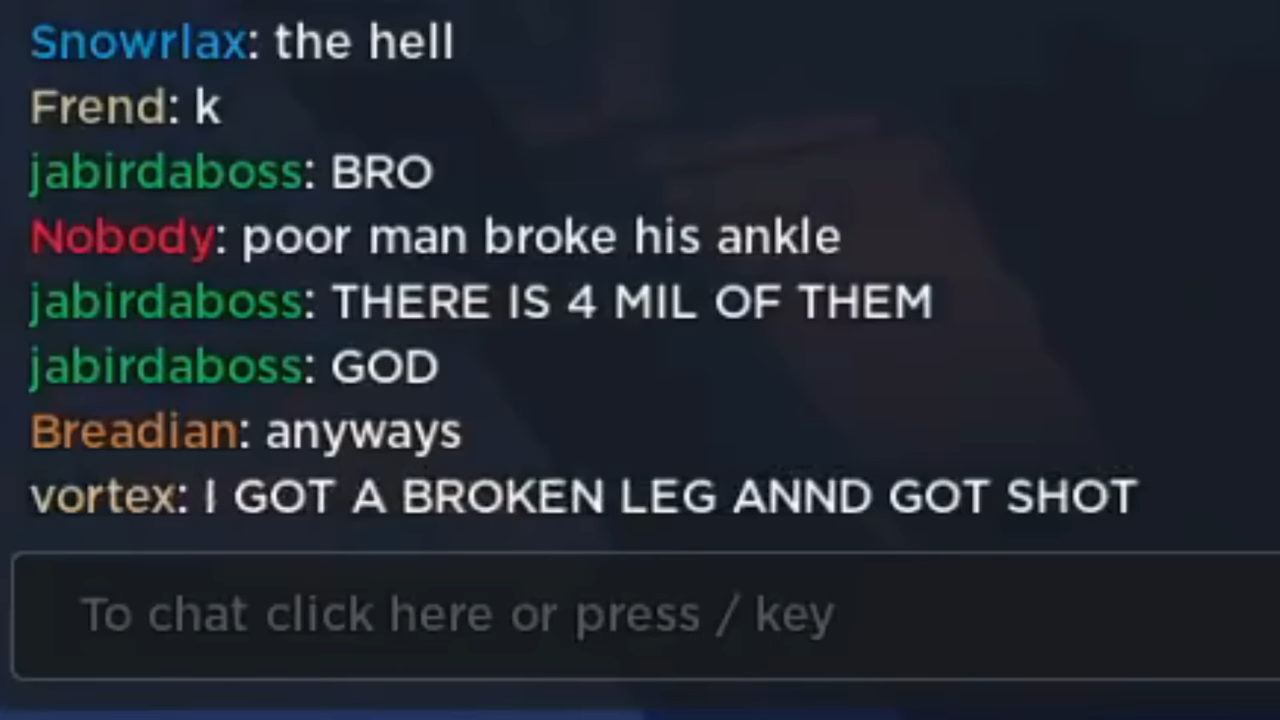 Snowrlax: the hell
Frend: k
jabirdaboss: BRO
Nobody: poor man broke his ankle
jabirdaboss: THERE IS 4 MIL OF THEM
jabirdaboss: GOD
Breadian: anyways
vortex: I GOT A BROKEN LEG ANND GOT SHOT
To chat click here or press / key